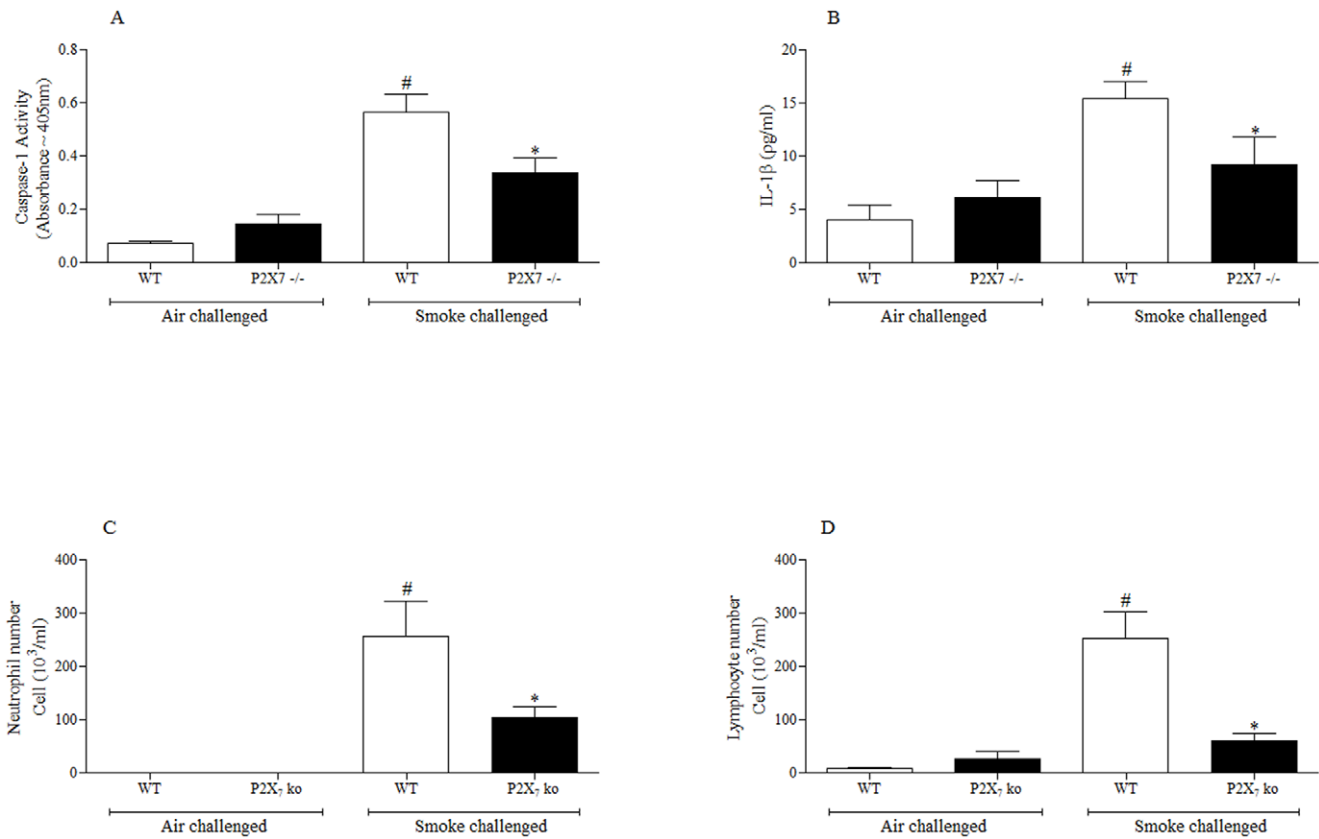 A
Caspase-1 Activity
(Absorbance ~ 405nm)
0.8
0.6
0.4
0.2
0.0
#
*
WT
P2X7 -/-
WT
P2X7 -/-
Air challenged
Smoke challenged
B
IL-1β (ρg/ml)
20
15
10
5
0
#
*
WT
P2X7 -/-
WT
P2X7 -/-
Air challenged
Smoke challenged
C
Neutrophil number
Cell (10³/ml)
400
300
200
100
0
#
*
WT
P2X₇ ko
WT
P2X₇ ko
Air challenged
Smoke challenged
D
Lymphocyte number
Cell (10³/ml)
400
300
200
100
0
#
*
WT
P2X₇ ko
WT
P2X₇ ko
Air challenged
Smoke challenged